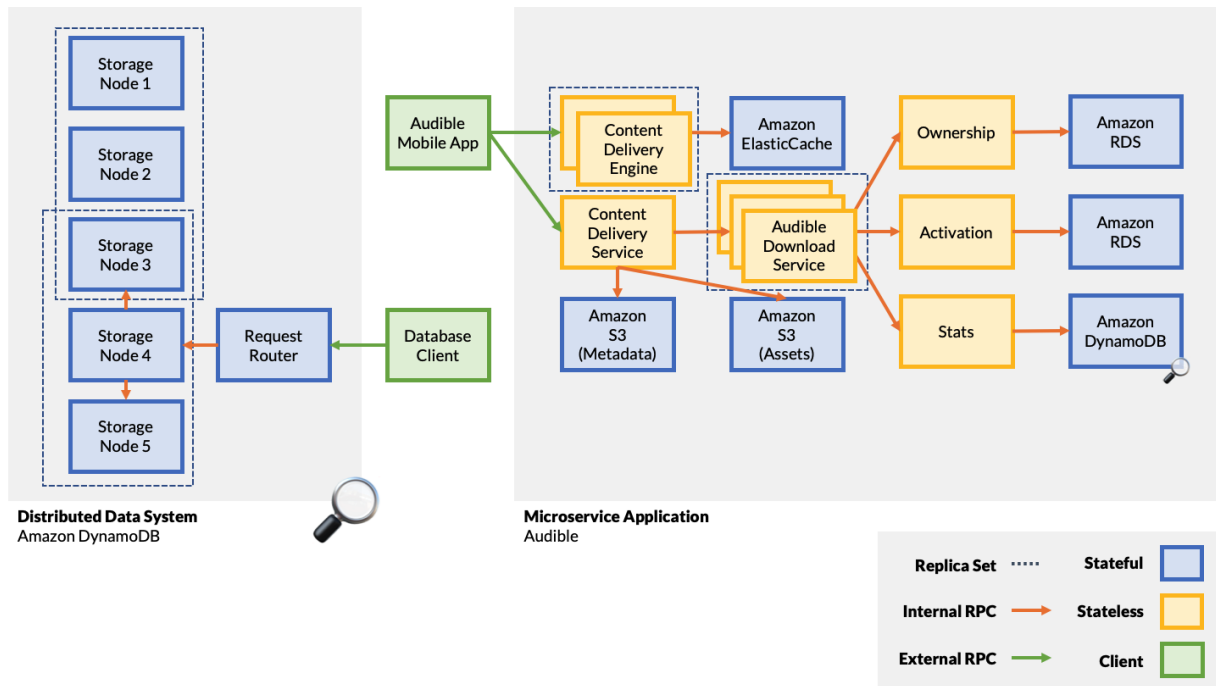 Storage
Node 1
Storage
Node 2
Storage
Node 3
Storage
Node 4
Storage
Node 5
Request
Router
Distributed Data System
Amazon DynamoDB
Audible
Mobile App
Database
Client
Content
Delivery
Engine
Amazon
ElasticCache
Content
Delivery
Service
Audible
Download
Service
Amazon
S3
(Metadata)
Amazon
S3
(Assets)
Ownership
Activation
Stats
Amazon
RDS
Amazon
RDS
Amazon
DynamoDB
Microservice Application
Audible
Replica Set
Stateful
Internal RPC
Stateless
External RPC
Client